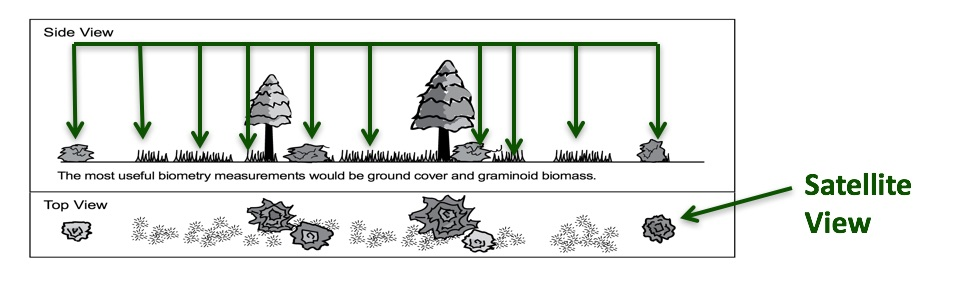 Side View
The most useful biometry measurements would be ground cover and graminoid biomass.
Top View
Satellite
View